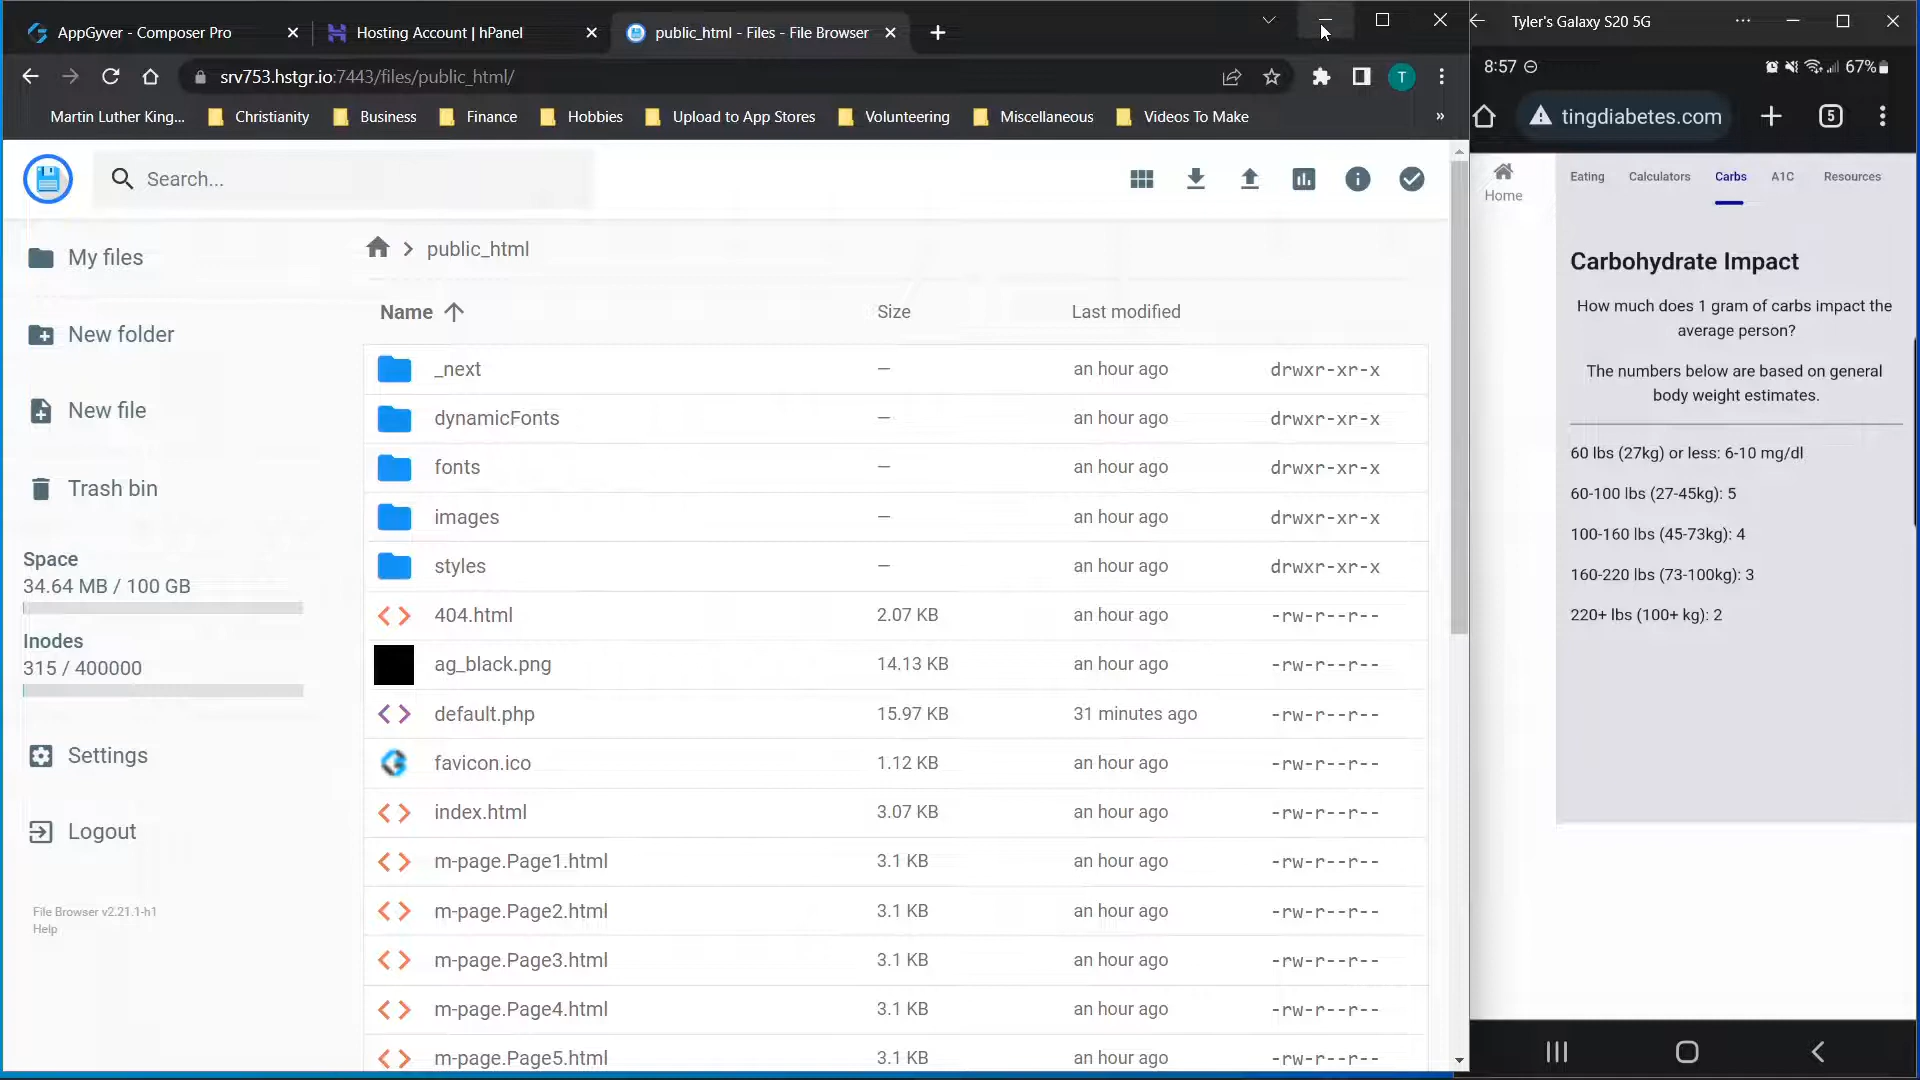 AppGyver - Composer Pro
Hosting Account | hPanel
public_html - Files - File Browser
srv753.hstgr.io:7443/files/public_html/
T
Martin Luther King...
Christianity
Business
Finance
Hobbies
Upload to App Stores
Volunteering
Miscellaneous
Videos To Make
»
Search...
My files
New folder
New file
Trash bin
Space
34.64 MB / 100 GB
Inodes
315 / 400000
Settings
Logout
File Browser v2.21.1-h1
Help
public_html
Name Size Last modified
_next — an hour ago drwxr-xr-x
dynamicFonts — an hour ago drwxr-xr-x
fonts — an hour ago drwxr-xr-x
images — an hour ago drwxr-xr-x
styles — an hour ago drwxr-xr-x
404.html 2.07 KB an hour ago -rw-r--r--
ag_black.png 14.13 KB an hour ago -rw-r--r--
default.php 15.97 KB 31 minutes ago -rw-r--r--
favicon.ico 1.12 KB an hour ago -rw-r--r--
index.html 3.07 KB an hour ago -rw-r--r--
m-page.Page1.html 3.1 KB an hour ago -rw-r--r--
m-page.Page2.html 3.1 KB an hour ago -rw-r--r--
m-page.Page3.html 3.1 KB an hour ago -rw-r--r--
m-page.Page4.html 3.1 KB an hour ago -rw-r--r--
m-page.Page5.html 3.1 KB an hour ago -rw-r--r--
Tyler's Galaxy S20 5G
8:57
67%
tingdiabetes.com
5
Home
Eating Calculators Carbs A1C Resources
Carbohydrate Impact
How much does 1 gram of carbs impact the
average person?
The numbers below are based on general
body weight estimates.
60 lbs (27kg) or less: 6-10 mg/dl
60-100 lbs (27-45kg): 5
100-160 lbs (45-73kg): 4
160-220 lbs (73-100kg): 3
220+ lbs (100+ kg): 2